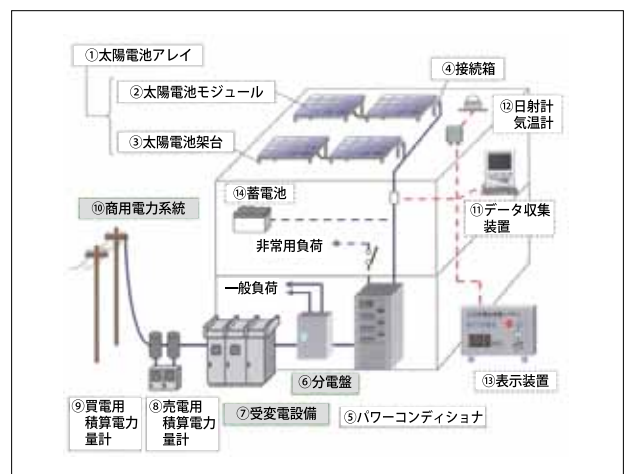 ①太陽電池アレイ
②太陽電池モジュール
③太陽電池架台
④接続箱
⑫日射計
気温計
⑭蓄電池
⑩商用電力系統
非常用負荷
⑪データ収集
装置
一般負荷
⑥分電盤
⑬表示装置
⑨買電用
積算電力
量計
⑧売電用
積算電力
量計
⑦受変電設備
⑤パワーコンディショナ